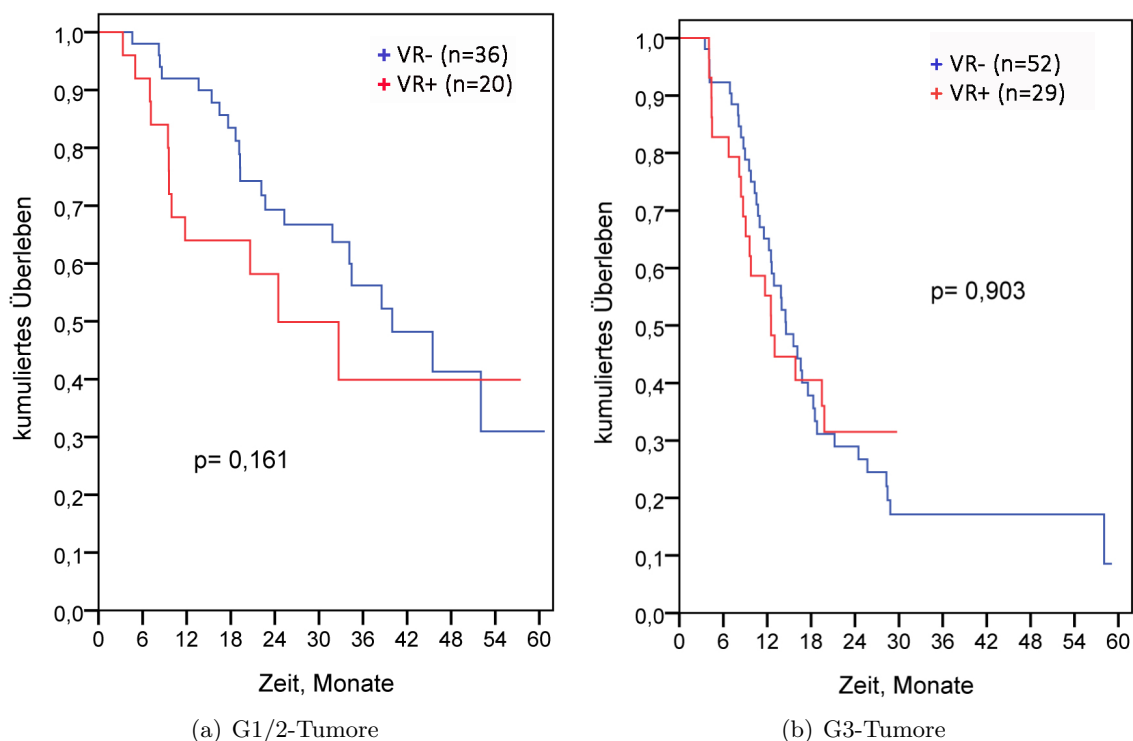 kumuliertes Überleben
1,0
0,9
0,8
0,7
0,6
0,5
0,4
0,3
0,2
0,1
0,0
VR- (n=36)
VR+ (n=20)
p= 0,161
0 6 12 18 24 30 36 42 48 54 60
Zeit, Monate
(a) G1/2-Tumore
kumuliertes Überleben
1,0
0,9
0,8
0,7
0,6
0,5
0,4
0,3
0,2
0,1
0,0
VR- (n=52)
VR+ (n=29)
p= 0,903
0 6 12 18 24 30 36 42 48 54 60
Zeit, Monate
(b) G3-Tumore